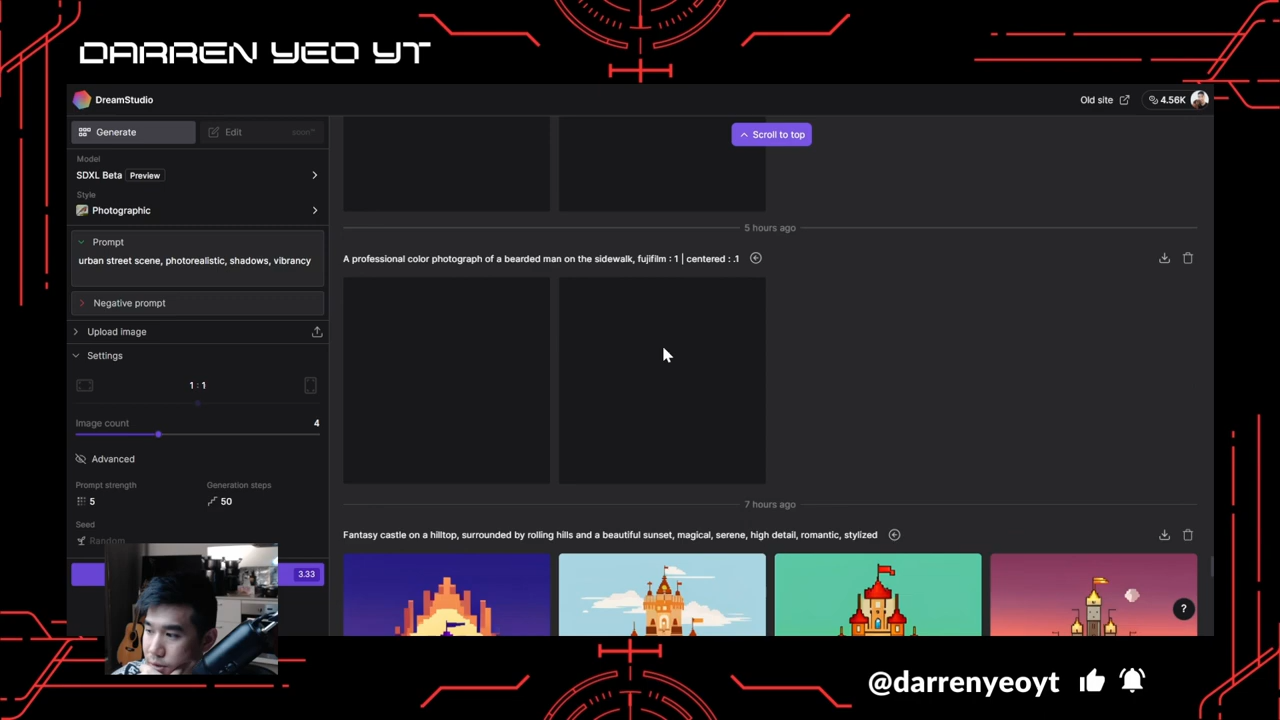 DARREN YEO YT
DreamStudio
Old site
4.56K
Generate
Edit
soon™
Scroll to top
Model
SDXL Beta Preview
Style
Photographic
5 hours ago
Prompt
urban street scene, photorealistic, shadows, vibrancy
A professional color photograph of a bearded man on the sidewalk, fujifilm : 1 | centered : .1
Negative prompt
Upload image
Settings
1 : 1
Image count
4
Advanced
Prompt strength
Generation steps
5
50
Seed
Random
7 hours ago
Fantasy castle on a hilltop, surrounded by rolling hills and a beautiful sunset, magical, serene, high detail, romantic, stylized
3.33
?
@darrenyeoyt